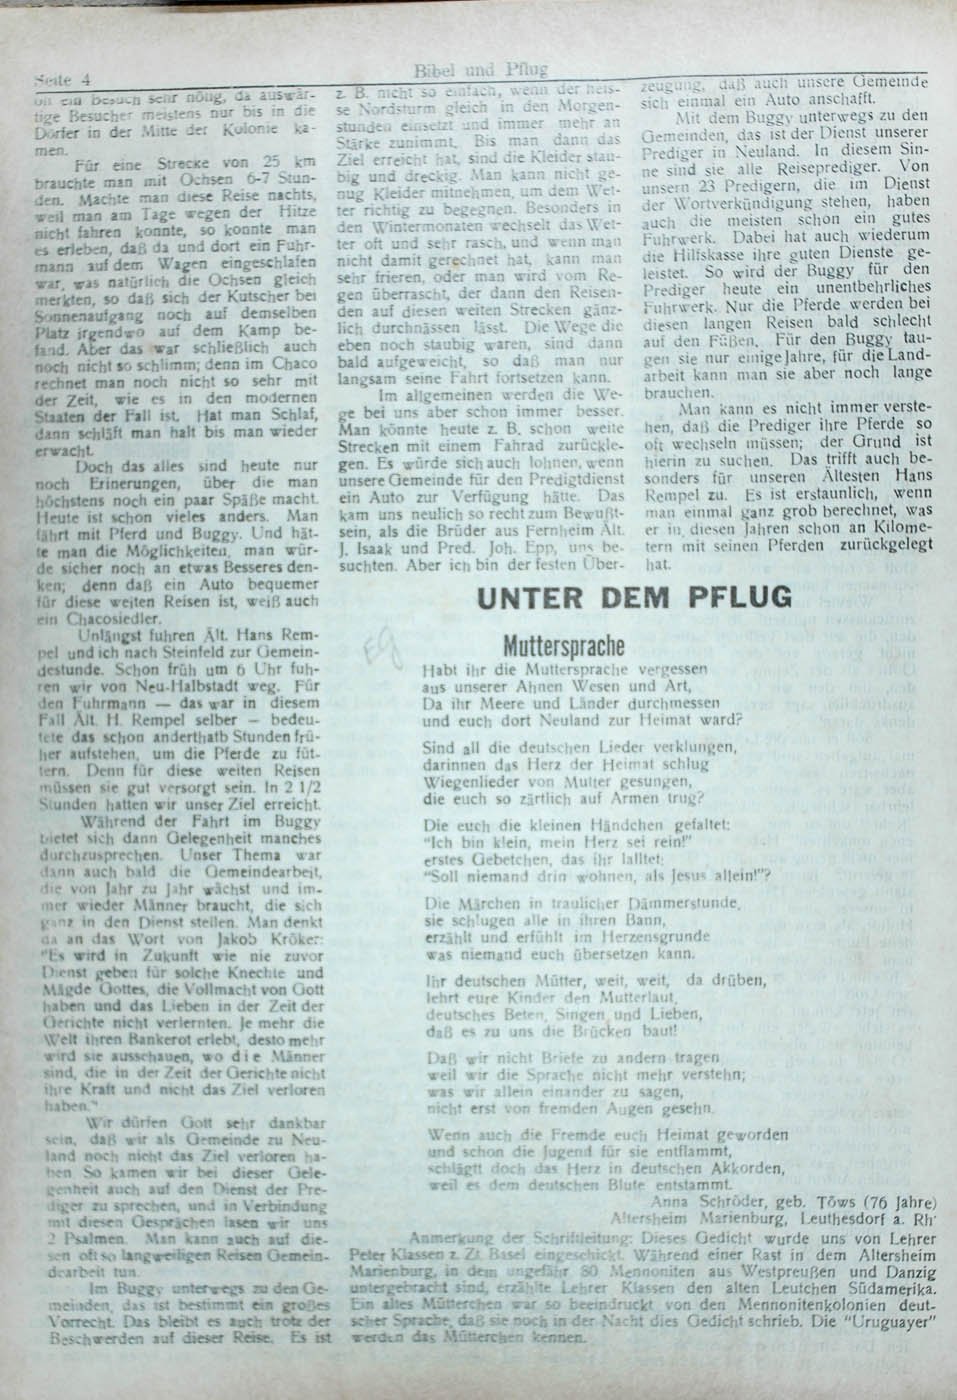 Seite 4
Bibel und Pflug
on ein Besuch sehr nötig, da auswär-
tige Besucher meistens nur bis in die
Dörfer in der Mitte der Kolonie ka-
men.
Für eine Strecke von 25 km
brauchte man mit Ochsen 6-7 Stun-
den. Machte man diese Reise nachts,
weil man am Tage wegen der Hitze
nicht fahren konnte, so konnte man
es erleben, daß da und dort ein Fuhr-
mann auf dem Wagen eingeschlafen
war, was natürlich die Ochsen gleich
merkten, so daß sich der Kutscher bei
Sonnenaufgang noch auf demselben
Platz irgendwo auf dem Kamp be-
fand. Aber das war schließlich auch
noch nicht so schlimm; denn im Chaco
rechnet man noch nicht so sehr mit
der Zeit, wie es in den modernen
Staaten der Fall ist. Hat man Schlaf,
dann schläft man halt bis man wieder
erwacht.
Doch das alles sind heute nur
noch Erinerungen, über die man
höchstens noch ein paar Späße macht.
Heute ist schon vieles anders. Man
fährt mit Pferd und Buggy. Und hät-
te man die Möglichkeiten, man wür-
de sicher noch an etwas Besseres den-
ken; denn daß ein Auto bequemer
für diese weiten Reisen ist, weiß auch
ein Chacosiedler.
Unlängst fuhren Ält. Hans Rem-
pel und ich nach Steinfeld zur Gemein-
destunde. Schon früh um 6 Uhr fuh-
ren wir von Neu-Halbstadt weg. Für
den Fuhrmann — das war in diesem
Fall Ält. H. Rempel selber — bedeu-
tete das schon anderthatb Stunden frü-
her aufstehen, um die Pferde zu füt-
tern. Denn für diese weiten Reisen
müssen sie gut versorgt sein. In 2 1/2
Stunden hatten wir unser Ziel erreicht.
Während der Fahrt im Buggy
bietet sich dann Gelegenheit manches
durchzusprechen. Unser Thema war
dann auch bald die Gemeindearbeit,
die von Jahr zu Jahr wächst und im-
mer wieder Männer braucht, die sich
ganz in den Dienst stellen. Man denkt
da an das Wort von Jakob Kröker:
"Es wird in Zukunft wie nie zuvor
Dienst geben für solche Knechte und
Mägde Gottes, die Vollmacht von Gott
haben und das Lieben in der Zeit der
Gerichte nicht verlernten. Je mehr die
Welt ihren Bankerot erlebt, desto mehr
wird sie ausschauen, wo die Männer
sind, die in der Zeit der Gerichte nicht
ihre Kraft und nicht das Ziel verloren
haben."
Wir dürfen Gott sehr dankbar
sein, daß wir als Gemeinde zu Neu-
land noch nicht das Ziel verloren ha-
ben. So kamen wir bei dieser Gele-
genheit auch auf den Dienst der Pre-
diger zu sprechen, und in Verbindung
mit diesen Gesprächen lasen wir uns
2 Psalmen. Man kann auch auf die-
sen oft so langweiligen Reisen Gemein-
dearbeit tun.
Im Buggy unterwegs zu den Ge-
meinden, das ist bestimmt ein großes
Vorrecht. Das bleibt es auch trotz der
Beschwerden auf dieser Reise. Es ist
z. B. nicht so einfach, wenn der heis-
se Nordsturm gleich in den Morgen-
stunden einsetzt und immer mehr an
Stärke zunimmt. Bis man dann das
Ziel erreicht hat, sind die Kleider stau-
big und dreckig. Man kann nicht ge-
nug Kleider mitnehmen, um dem Wet-
ter richtig zu begegnen. Besonders in
den Wintermonaten wechselt das Wet-
ter oft und sehr rasch, und wenn man
nicht damit gerechnet hat, kann man
sehr frieren, oder man wird vom Re-
gen überrascht, der dann den Reisen-
den auf diesen weiten Strecken gänz-
lich durchnässen lässt. Die Wege die
eben noch staubig waren, sind dann
bald aufgeweicht, so daß man nur
langsam seine Fahrt fortsetzen kann.
Im allgemeinen werden die We-
ge bei uns aber schon immer besser.
Man könnte heute z. B. schon weite
Strecken mit einem Fahrad zurückle-
gen. Es würde sich auch lohnen, wenn
unsere Gemeinde für den Predigtdienst
ein Auto zur Verfügung hätte. Das
kam uns neulich so recht zum Bewußt-
sein, als die Brüder aus Fernheim Ält.
J. Isaak und Pred. Joh. Epp, uns be-
suchten. Aber ich bin der festen Über-
zeugung, daß auch unsere Gemeinde
sich einmal ein Auto anschafft.
Mit dem Buggy unterwegs zu den
Gemeinden, das ist der Dienst unserer
Prediger in Neuland. In diesem Sin-
ne sind sie alle Reiseprediger. Von
unsern 23 Predigern, die im Dienst
der Wortverkündigung stehen, haben
auch die meisten schon ein gutes
Fuhrwerk. Dabei hat auch wiederum
die Hilfskasse ihre guten Dienste ge-
leistet. So wird der Buggy für den
Prediger heute ein unentbehrliches
Fuhrwerk. Nur die Pferde werden bei
diesen langen Reisen bald schlecht
auf den Füßen. Für den Buggy tau-
gen sie nur einige Jahre, für die Land-
arbeit kann man sie aber noch lange
brauchen.
Man kann es nicht immer verste-
hen, daß die Prediger ihre Pferde so
oft wechseln müssen; der Grund ist
hierin zu suchen. Das trifft auch be-
sonders für unseren Ältesten Hans
Rempel zu. Es ist erstaunlich, wenn
man einmal ganz grob berechnet, was
er in diesen Jahren schon an Kilome-
tern mit seinen Pferden zurückgelegt
hat.
UNTER DEM PFLUG
Muttersprache
Habt ihr die Muttersprache vergessen
aus unserer Ahnen Wesen und Art,
Da ihr Meere und Länder durchmessen
und euch dort Neuland zur Heimat ward?
Sind all die deutschen Lieder verklungen,
darinnen das Herz der Heimat schlug
Wiegenlieder von Mutter gesungen,
die euch so zärtlich auf Armen trug?
Die euch die kleinen Händchen gefaltet:
"Ich bin klein, mein Herz sei rein!"
erstes Gebetchen, das ihr lalltet:
"Soll niemand drin wohnen, als Jesus allein!"?
Die Märchen in traulicher Dämmerstunde,
sie schlugen alle in ihren Bann,
erzählt und erfühlt im Herzensgrunde
was niemand euch übersetzen kann.
Ihr deutschen Mütter, weit, weit, da drüben,
lehrt eure Kinder den Mutterlaut,
deutsches Beten, Singen und Lieben,
daß es zu uns die Brücken baut!
Daß wir nicht Briefe zu andern tragen
weil wir die Sprache nicht mehr verstehn;
was wir allein einander zu sagen,
nicht erst von fremden Augen gesehn.
Wenn auch die Fremde euch Heimat geworden
und schon die Jugend für sie entflammt,
schlägtt doch das Herz in deutschen Akkorden,
weil es dem deutschen Blute entstammt.
Anna Schröder, geb. Töws (76 Jahre)
Altersheim Marienburg, Leuthesdorf a. Rh'
Anmerkung der Schriftleitung: Dieses Gedicht wurde uns von Lehrer
Peter Klassen z. Zt. Basel eingeschickt. Während einer Rast in dem Altersheim
Marienburg, in dem ungefähr 80 Mennoniten aus Westpreußen und Danzig
untergebracht sind, erzählte Lehrer Klassen den alten Leutchen Südamerika.
Ein altes Mütterchen war so beeindruckt von den Mennonitenkolonien deut-
scher Sprache, daß sie noch in der Nacht dies Gedicht schrieb. Die "Uruguayer"
werden das Mütterchen kennen.